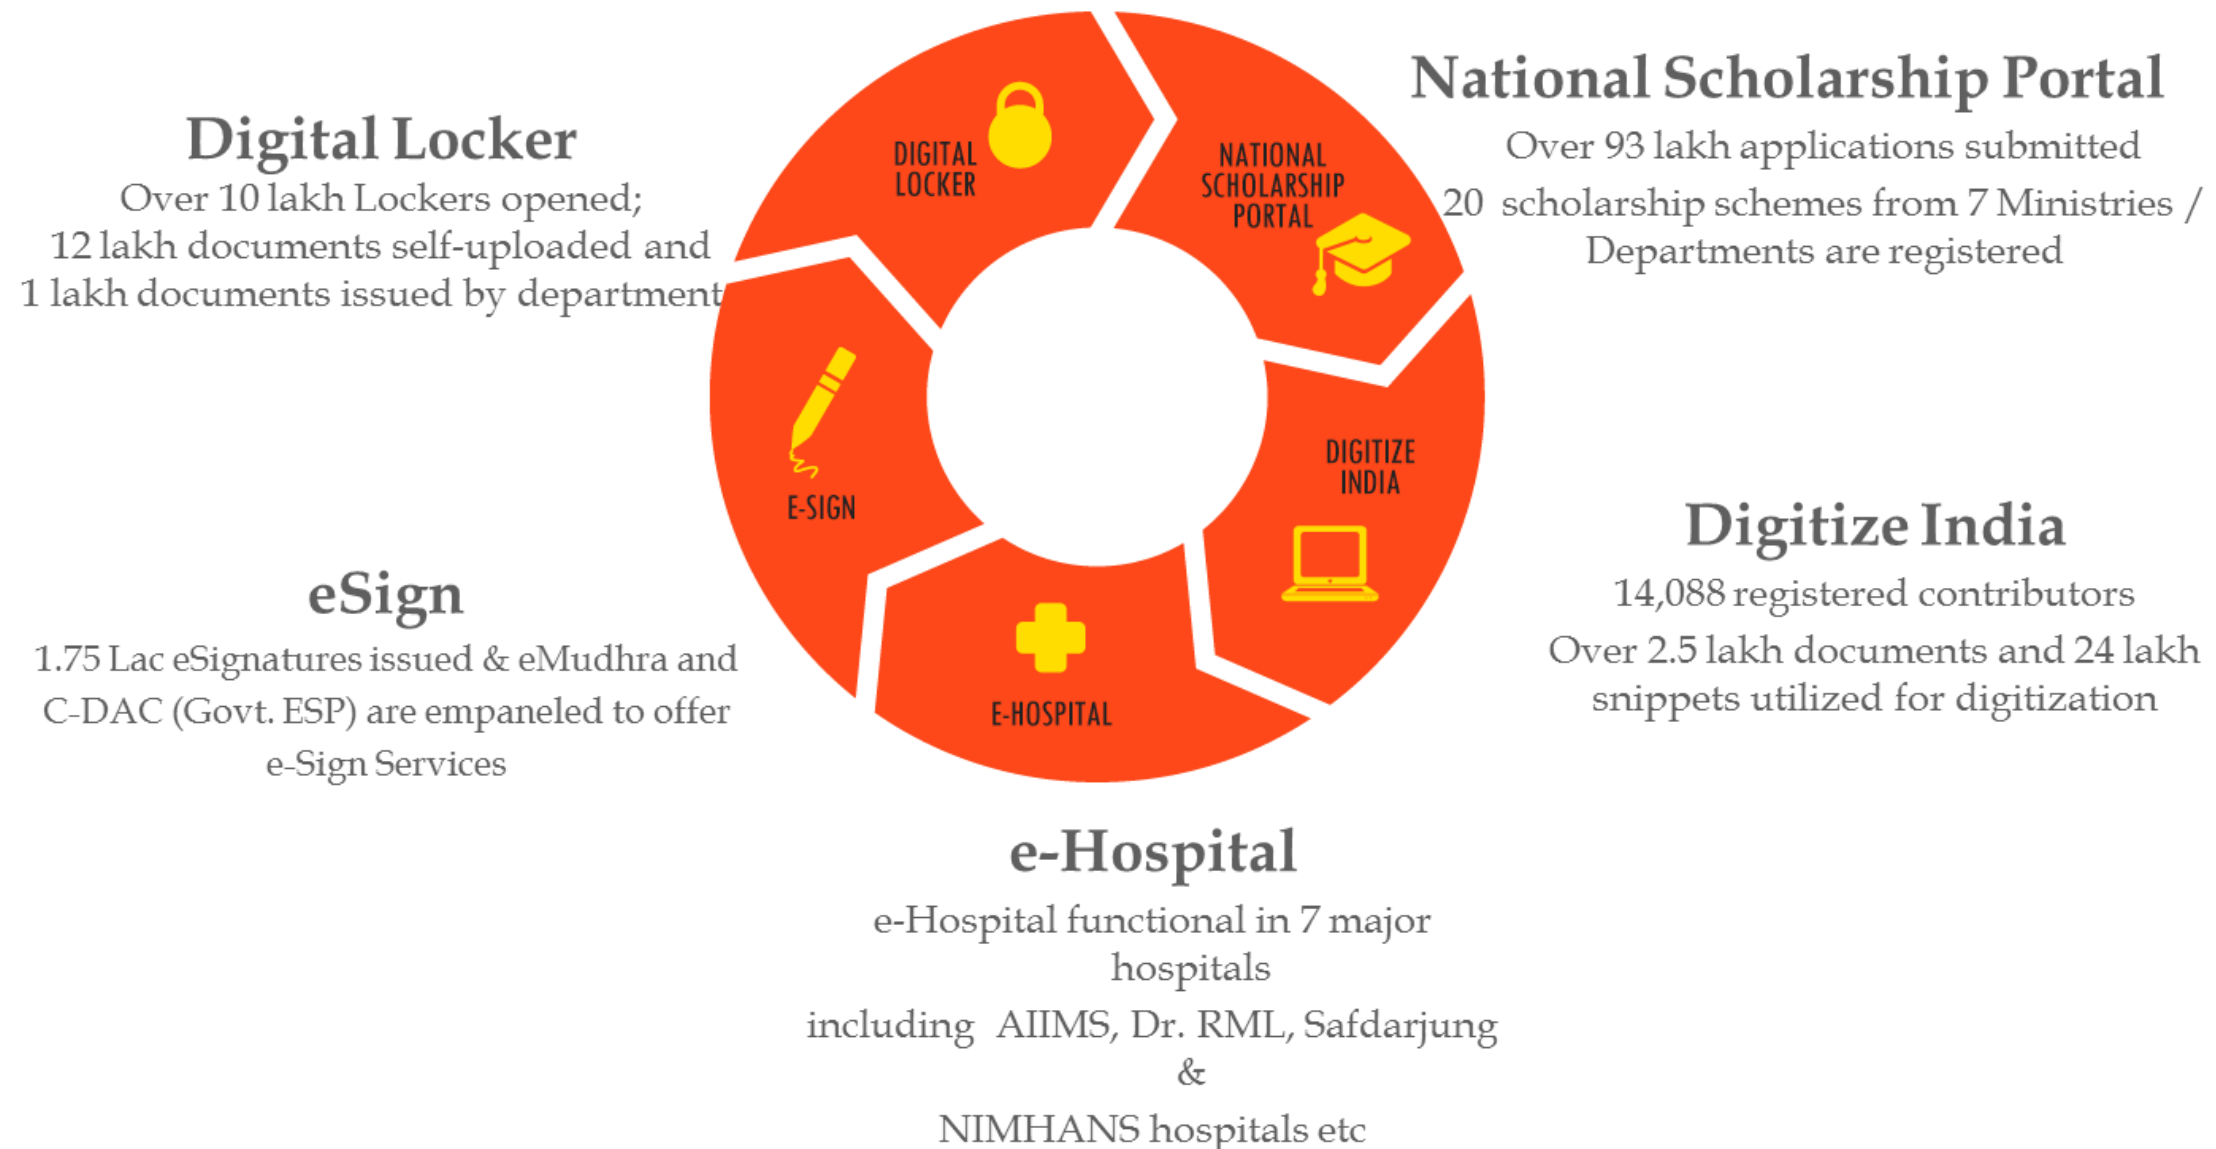 Digital Locker
Over 10 lakh Lockers opened;
12 lakh documents self-uploaded and
1 lakh documents issued by department
DIGITAL
LOCKER
NATIONAL
SCHOLARSHIP
PORTAL
National Scholarship Portal
Over 93 lakh applications submitted
20 scholarship schemes from 7 Ministries /
Departments are registered
E-SIGN
DIGITIZE
INDIA
eSign
1.75 Lac eSignatures issued & eMudhra and
C-DAC (Govt. ESP) are empaneled to offer
e-Sign Services
E-HOSPITAL
Digitize India
14,088 registered contributors
Over 2.5 lakh documents and 24 lakh
snippets utilized for digitization
e-Hospital
e-Hospital functional in 7 major
hospitals
including AIIMS, Dr. RML, Safdarjung
&
NIMHANS hospitals etc